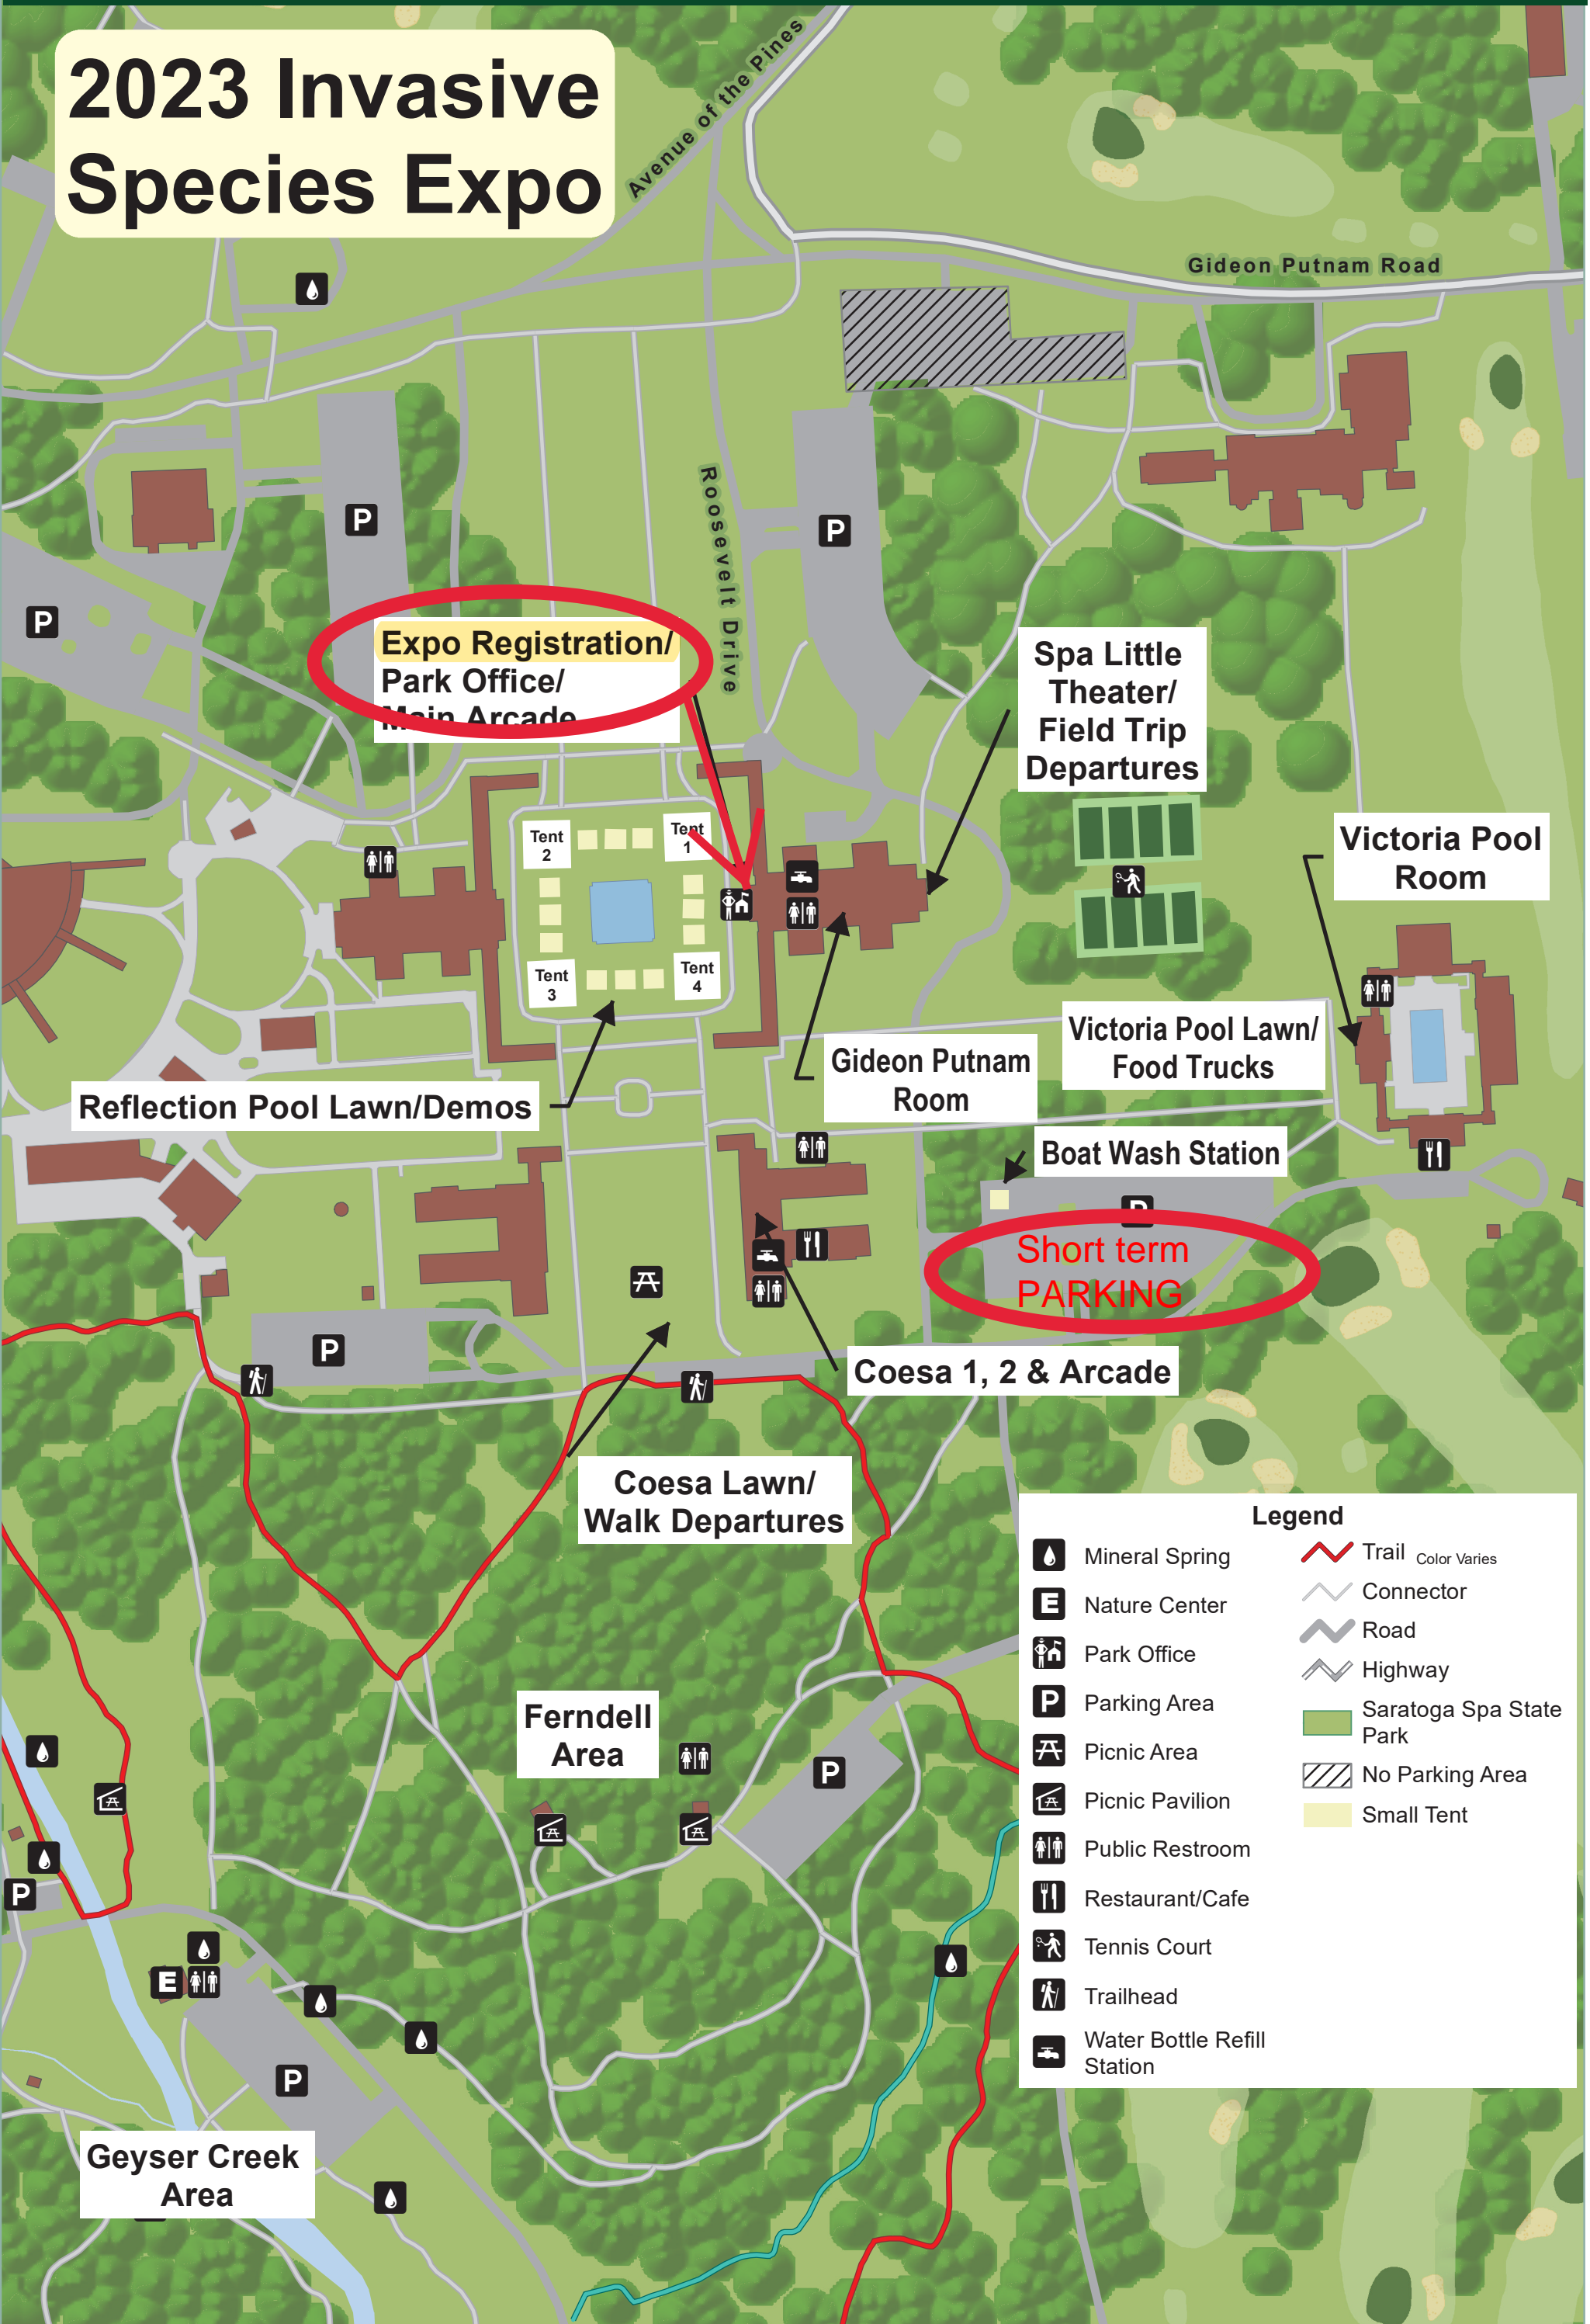 2023 Invasive
Species Expo
Avenue of the Pines
Gideon Putnam Road
Roosevelt Drive
P
P
P
Expo Registration/
Park Office/
Main Arcade
Spa Little
Theater/
Field Trip
Departures
Victoria Pool
Room
Tent
2
Tent
1
Tent
3
Tent
4
Victoria Pool Lawn/
Food Trucks
Gideon Putnam
Room
Reflection Pool Lawn/Demos
Boat Wash Station
P
Short term
PARKING
P
Coesa 1, 2 & Arcade
Coesa Lawn/
Walk Departures
Ferndell
Area
P
P
E
P
Geyser Creek
Area
Legend
Mineral Spring
E Nature Center
Park Office
P Parking Area
Picnic Area
Picnic Pavilion
Public Restroom
Restaurant/Cafe
Tennis Court
Trailhead
Water Bottle Refill
Station
Trail Color Varies
Connector
Road
Highway
Saratoga Spa State
Park
No Parking Area
Small Tent